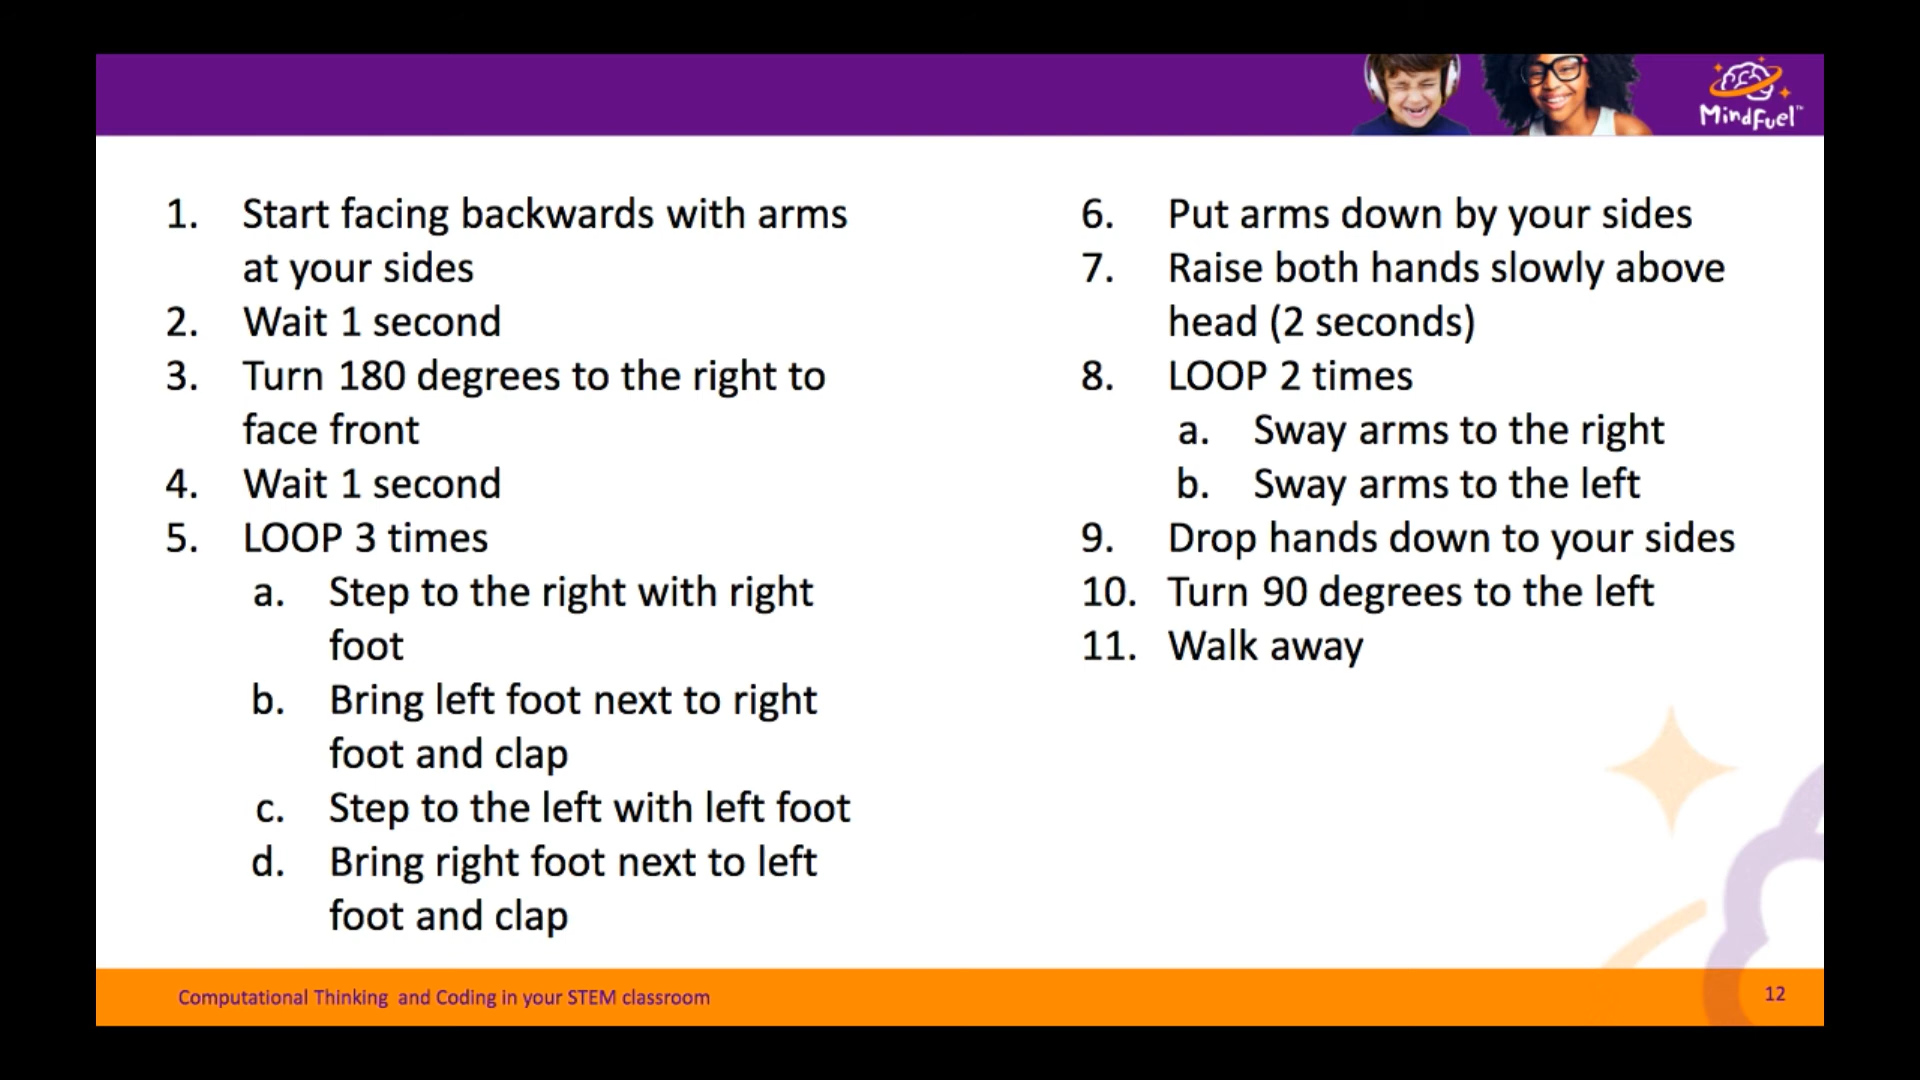 MindFuel™
1. Start facing backwards with arms
at your sides
2. Wait 1 second
3. Turn 180 degrees to the right to
face front
4. Wait 1 second
5. LOOP 3 times
a. Step to the right with right
foot
b. Bring left foot next to right
foot and clap
c. Step to the left with left foot
d. Bring right foot next to left
foot and clap
6. Put arms down by your sides
7. Raise both hands slowly above
head (2 seconds)
8. LOOP 2 times
a. Sway arms to the right
b. Sway arms to the left
9. Drop hands down to your sides
10. Turn 90 degrees to the left
11. Walk away
Computational Thinking and Coding in your STEM classroom
12